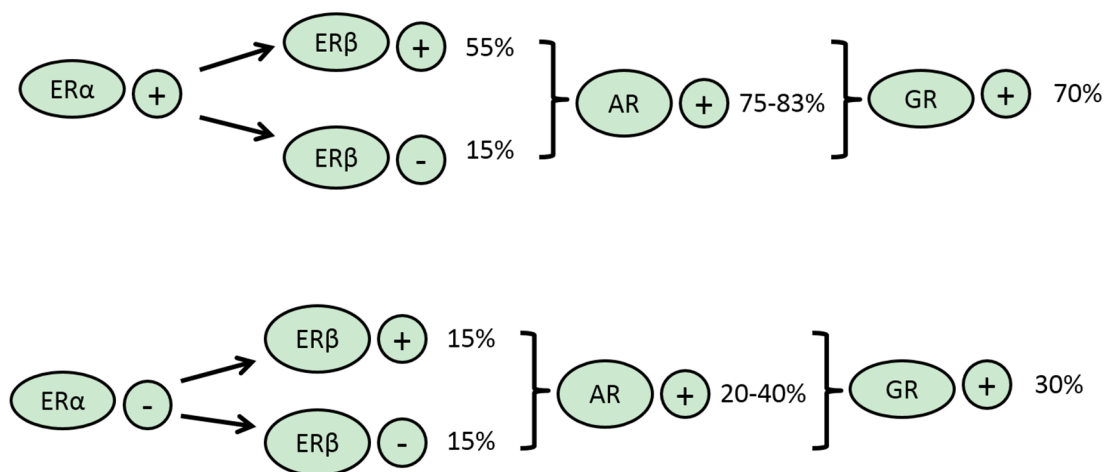 ERβ + 55%
ERα +
AR + 75-83%
GR + 70%
ERβ - 15%
ERβ + 15%
ERα -
AR + 20-40%
GR + 30%
ERβ - 15%